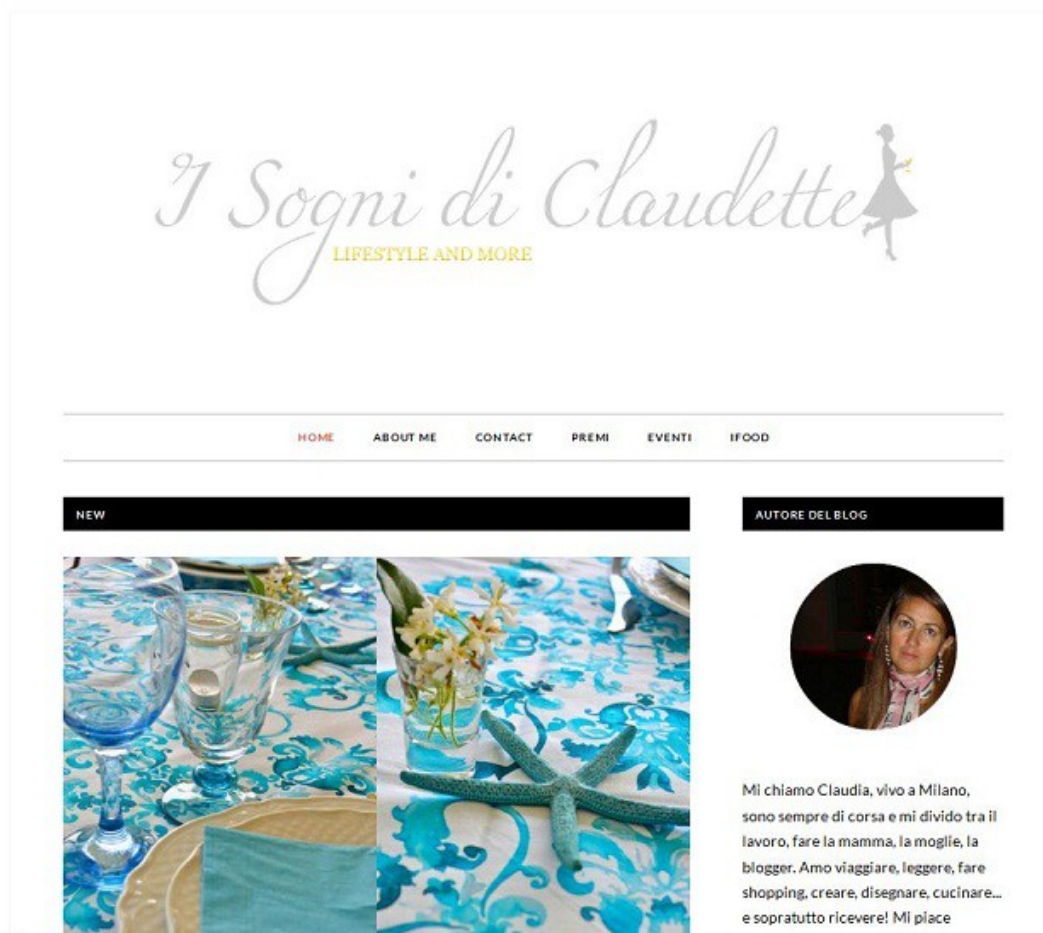 I Sogni di Claudette
LIFESTYLE AND MORE
HOME ABOUT ME CONTACT PREMI EVENTI IFOOD
NEW
AUTORE DEL BLOG
Mi chiamo Claudia, vivo a Milano,
sono sempre di corsa e mi divido tra il
lavoro, fare la mamma, la moglie, la
blogger. Amo viaggiare, leggere, fare
shopping, creare, disegnare, cucinare...
e sopratutto ricevere! Mi piace